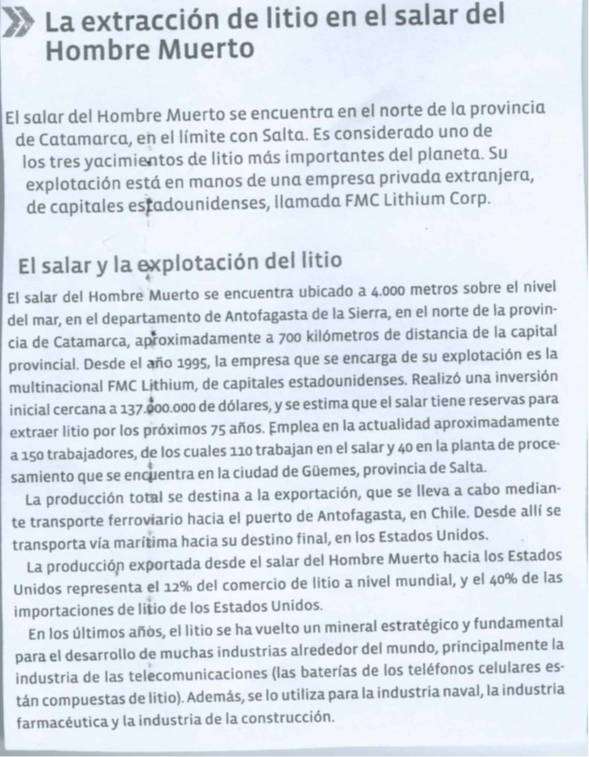 La extracción de litio en el salar del
Hombre Muerto
El salar del Hombre Muerto se encuentra en el norte de la provincia
de Catamarca, en el límite con Salta. Es considerado uno de
los tres yacimientos de litio más importantes del planeta. Su
explotación está en manos de una empresa privada extranjera,
de capitales estadounidenses, llamada FMC Lithium Corp.
El salar y la explotación del litio
El salar del Hombre Muerto se encuentra ubicado a 4.000 metros sobre el nivel
del mar, en el departamento de Antofagasta de la Sierra, en el norte de la provin-
cia de Catamarca, aproximadamente a 700 kilómetros de distancia de la capital
provincial. Desde el año 1995, la empresa que se encarga de su explotación es la
multinacional FMC Lithium, de capitales estadounidenses. Realizó una inversión
inicial cercana a 137.000.000 de dólares, y se estima que el salar tiene reservas para
extraer litio por los próximos 75 años. Emplea en la actualidad aproximadamente
a 150 trabajadores, de los cuales 110 trabajan en el salar y 40 en la planta de proce-
samiento que se encuentra en la ciudad de Güemes, provincia de Salta.
La producción total se destina a la exportación, que se lleva a cabo median-
te transporte ferroviario hacia el puerto de Antofagasta, en Chile. Desde allí se
transporta vía marítima hacia su destino final, en los Estados Unidos.
La producción exportada desde el salar del Hombre Muerto hacia los Estados
Unidos representa el 12% del comercio de litio a nivel mundial, y el 40% de las
importaciones de litio de los Estados Unidos.
En los últimos años, el litio se ha vuelto un mineral estratégico y fundamental
para el desarrollo de muchas industrias alrededor del mundo, principalmente la
industria de las telecomunicaciones (las baterías de los teléfonos celulares es-
tán compuestas de litio). Además, se lo utiliza para la industria naval, la industria
farmacéutica y la industria de la construcción.